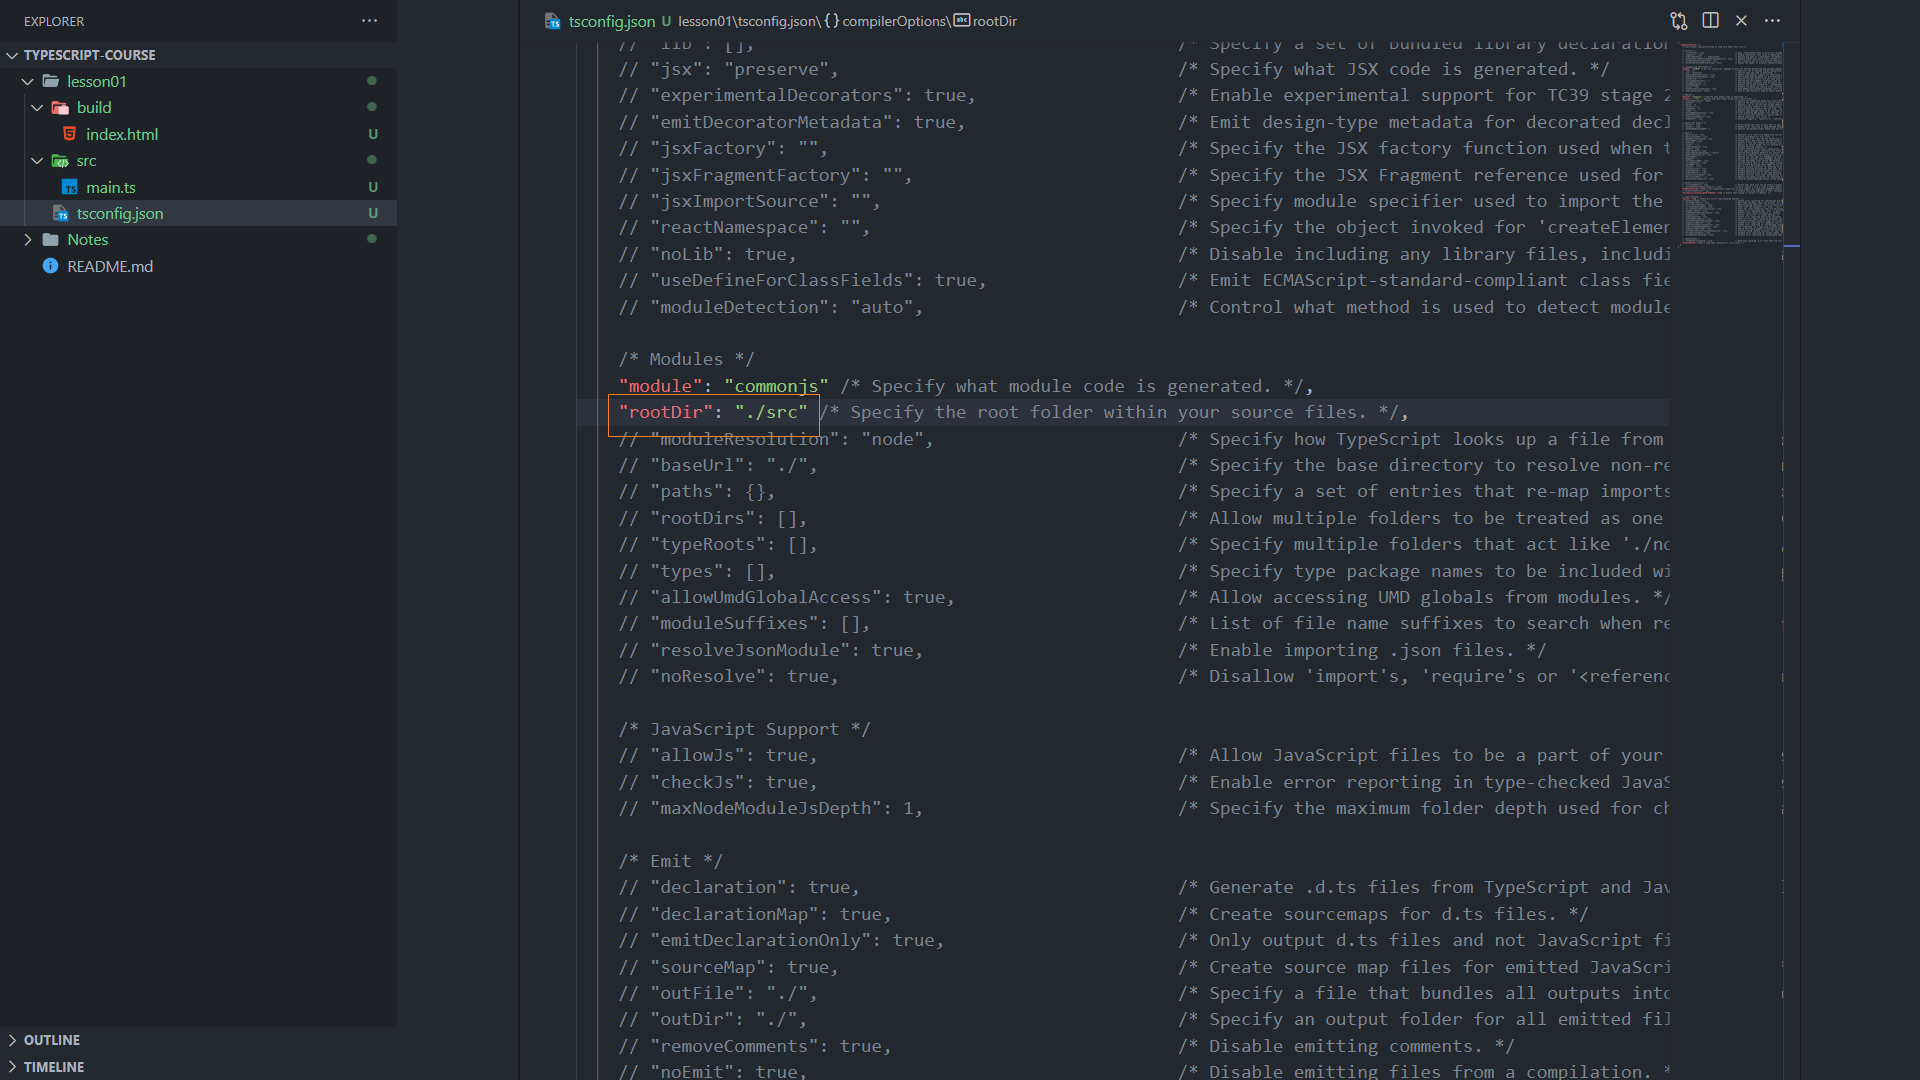 EXPLORER
TYPESCRIPT-COURSE
lesson01
build
index.html U
src
main.ts U
tsconfig.json U
Notes
README.md
OUTLINE
TIMELINE
tsconfig.json U lesson01\tsconfig.json\{}compilerOptions\rootDir
// "lib": [], /* Specify a set of bundled library declaration
// "jsx": "preserve", /* Specify what JSX code is generated. */
// "experimentalDecorators": true, /* Enable experimental support for TC39 stage 2
// "emitDecoratorMetadata": true, /* Emit design-type metadata for decorated decl
// "jsxFactory": "", /* Specify the JSX factory function used when t
// "jsxFragmentFactory": "", /* Specify the JSX Fragment reference used for
// "jsxImportSource": "", /* Specify module specifier used to import the
// "reactNamespace": "", /* Specify the object invoked for 'createElemen
// "noLib": true, /* Disable including any library files, includi
// "useDefineForClassFields": true, /* Emit ECMAScript-standard-compliant class fie
// "moduleDetection": "auto", /* Control what method is used to detect module
/* Modules */
"module": "commonjs" /* Specify what module code is generated. */,
"rootDir": "./src" /* Specify the root folder within your source files. */,
// "moduleResolution": "node", /* Specify how TypeScript looks up a file from
// "baseUrl": "./", /* Specify the base directory to resolve non-re
// "paths": {}, /* Specify a set of entries that re-map imports
// "rootDirs": [], /* Allow multiple folders to be treated as one
// "typeRoots": [], /* Specify multiple folders that act like './no
// "types": [], /* Specify type package names to be included wi
// "allowUmdGlobalAccess": true, /* Allow accessing UMD globals from modules. */
// "moduleSuffixes": [], /* List of file name suffixes to search when re
// "resolveJsonModule": true, /* Enable importing .json files. */
// "noResolve": true, /* Disallow 'import's, 'require's or '<referenc
/* JavaScript Support */
// "allowJs": true, /* Allow JavaScript files to be a part of your
// "checkJs": true, /* Enable error reporting in type-checked JavaS
// "maxNodeModuleJsDepth": 1, /* Specify the maximum folder depth used for ch
/* Emit */
// "declaration": true, /* Generate .d.ts files from TypeScript and Jav
// "declarationMap": true, /* Create sourcemaps for d.ts files. */
// "emitDeclarationOnly": true, /* Only output d.ts files and not JavaScript fi
// "sourceMap": true, /* Create source map files for emitted JavaScri
// "outFile": "./", /* Specify a file that bundles all outputs into
// "outDir": "./", /* Specify an output folder for all emitted fil
// "removeComments": true, /* Disable emitting comments. */
// "noEmit": true, /* Disable emitting files from a compilation. *